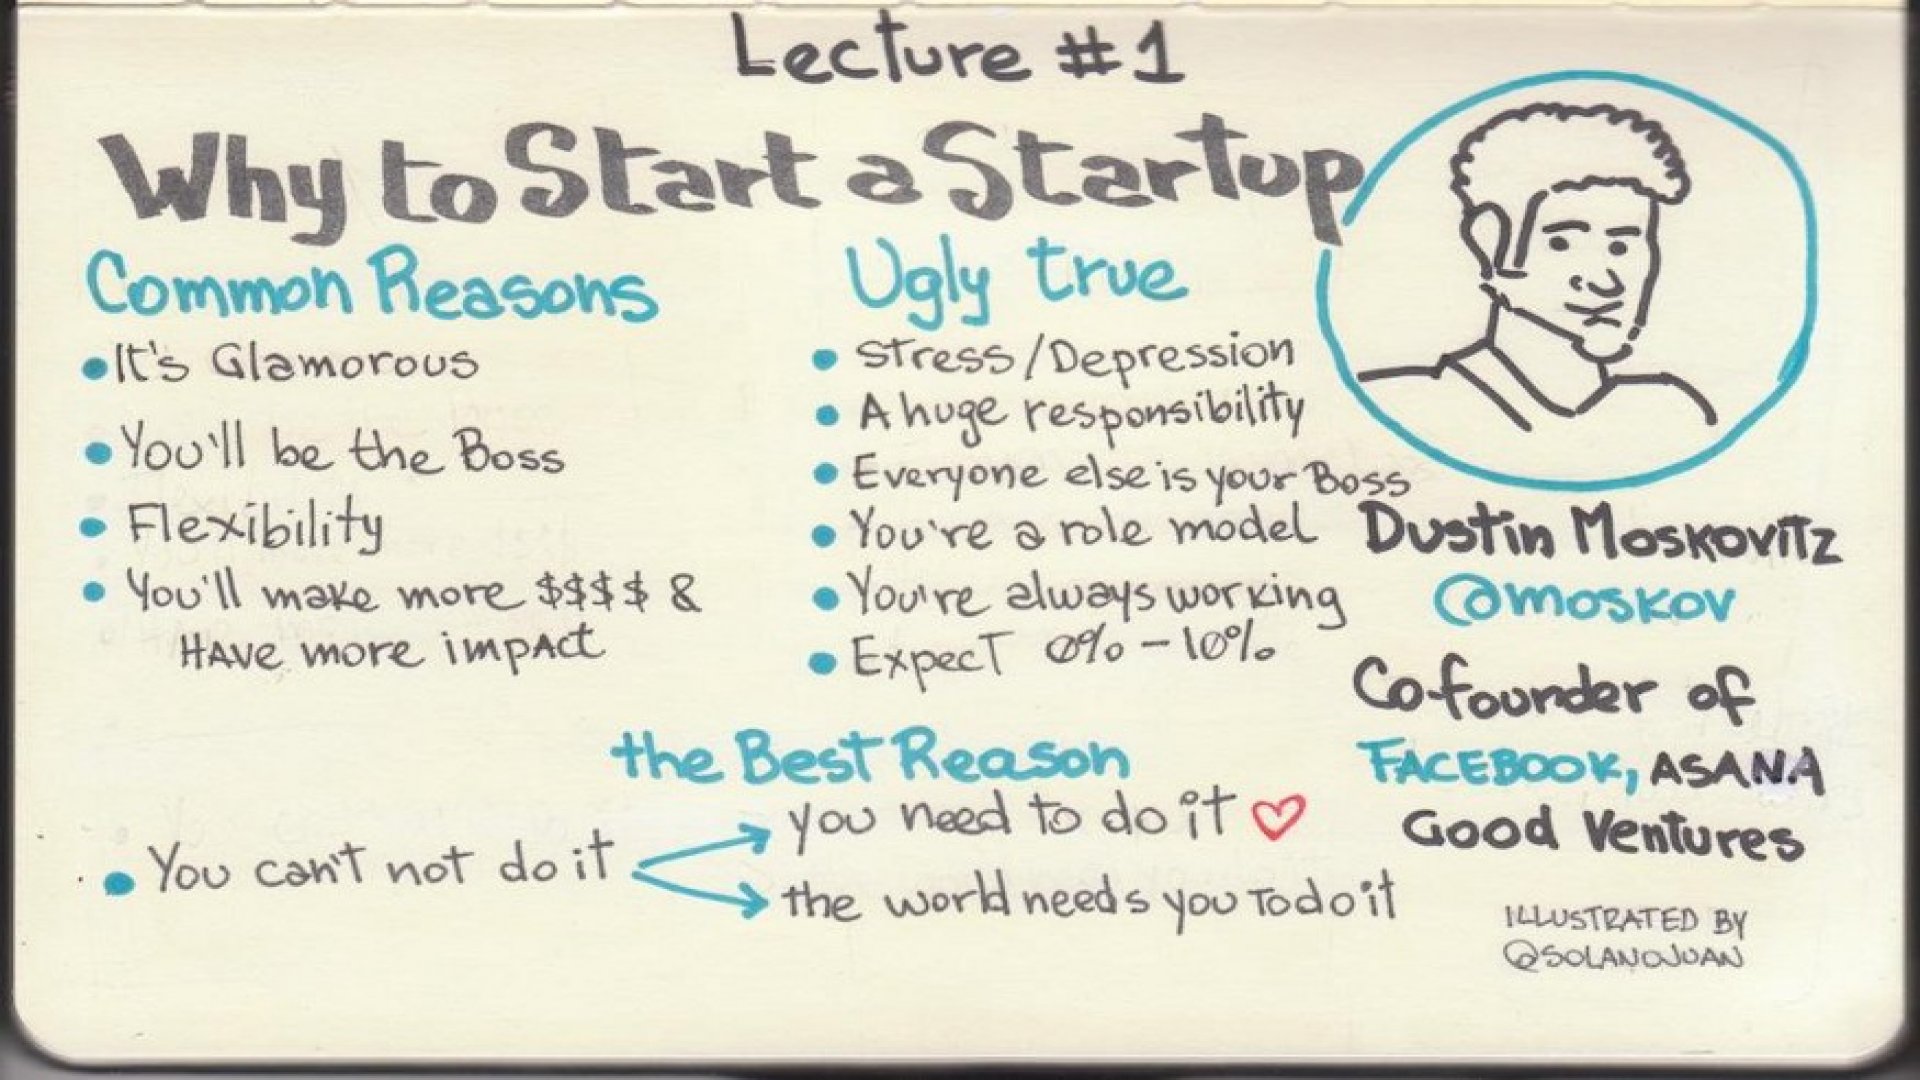 Lecture #1
Why to Start a Startup
Common Reasons
•It's Glamorous
• You'll be the Boss
• Flexibility
• You'll make more $$$$ &
HAVE more impAct
Ugly true
• Stress/Depression
• A huge responsibility
• Everyone else is your Boss
• You're a role model
• You're always working
• Expect 0% - 10%
the Best Reason
• You can't not do it
you need to do it ♡
the world needs you To do it
Dustin Moskovitz
@moskov
Cofounder of
FACEBOOK, ASANA
Good Ventures
ILLUSTRATED BY
@SOLANOJUAN